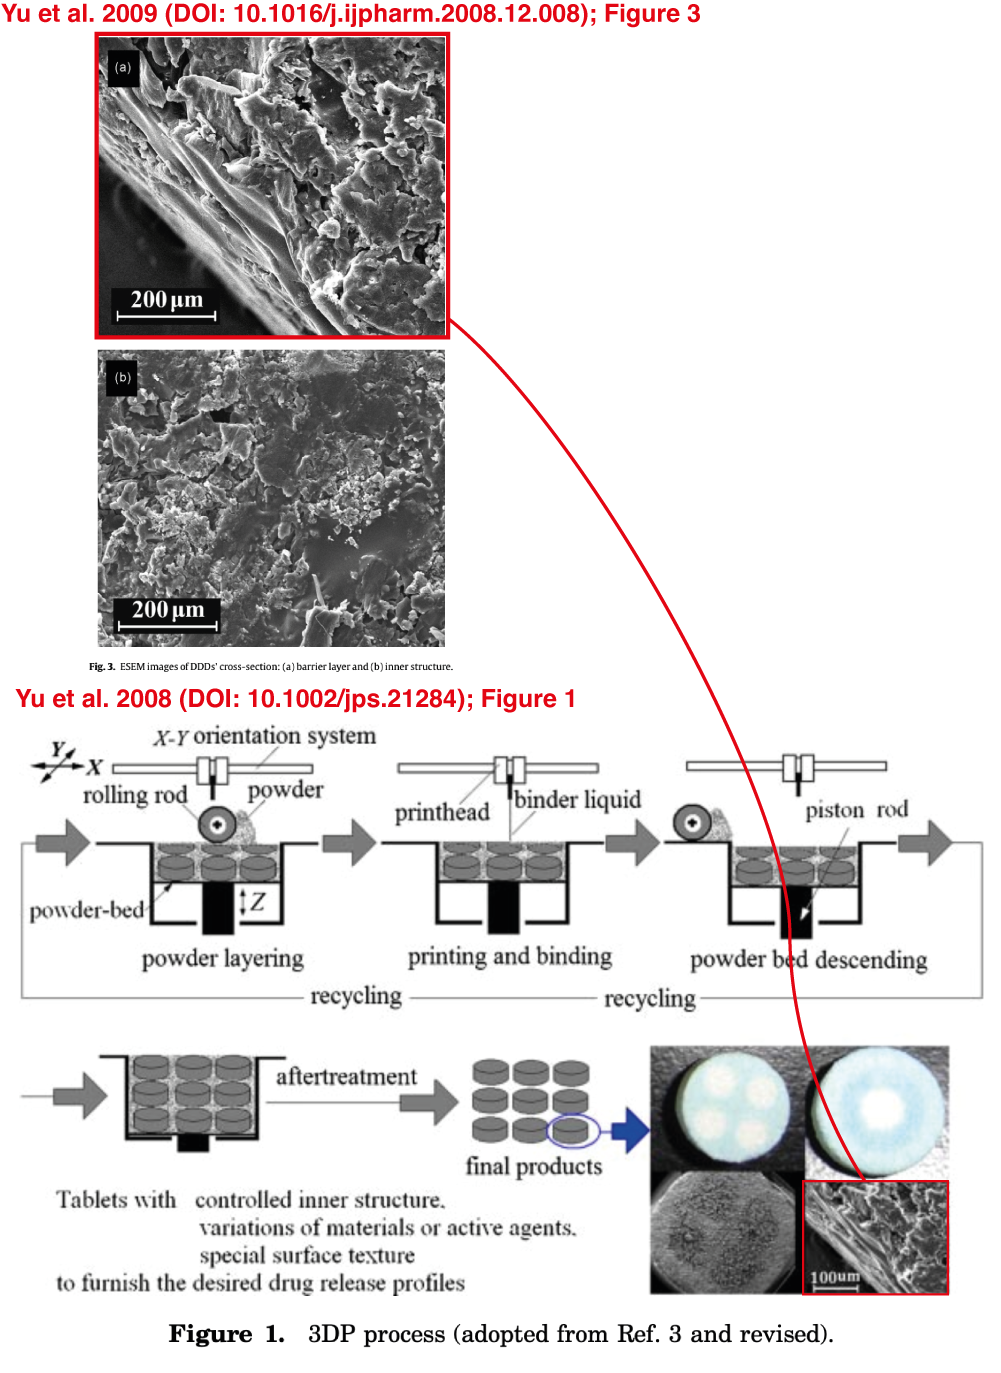 Yu et al. 2009 (DOI: 10.1016/j.ijpharm.2008.12.008); Figure 3
(a)
200 µm
(b)
200 µm
Fig. 3. ESEM images of DDDs' cross-section: (a) barrier layer and (b) inner structure.
Yu et al. 2008 (DOI: 10.1002/jps.21284); Figure 1
X-Y orientation system
Y
X
rolling rod
powder
printhead
binder liquid
piston rod
powder-bed
Z
powder layering
printing and binding
powder bed descending
recycling
recycling
aftertreatment
final products
Tablets with controlled inner structure,
variations of materials or active agents,
special surface texture
to furnish the desired drug release profiles
100um
Figure 1. 3DP process (adopted from Ref. 3 and revised).